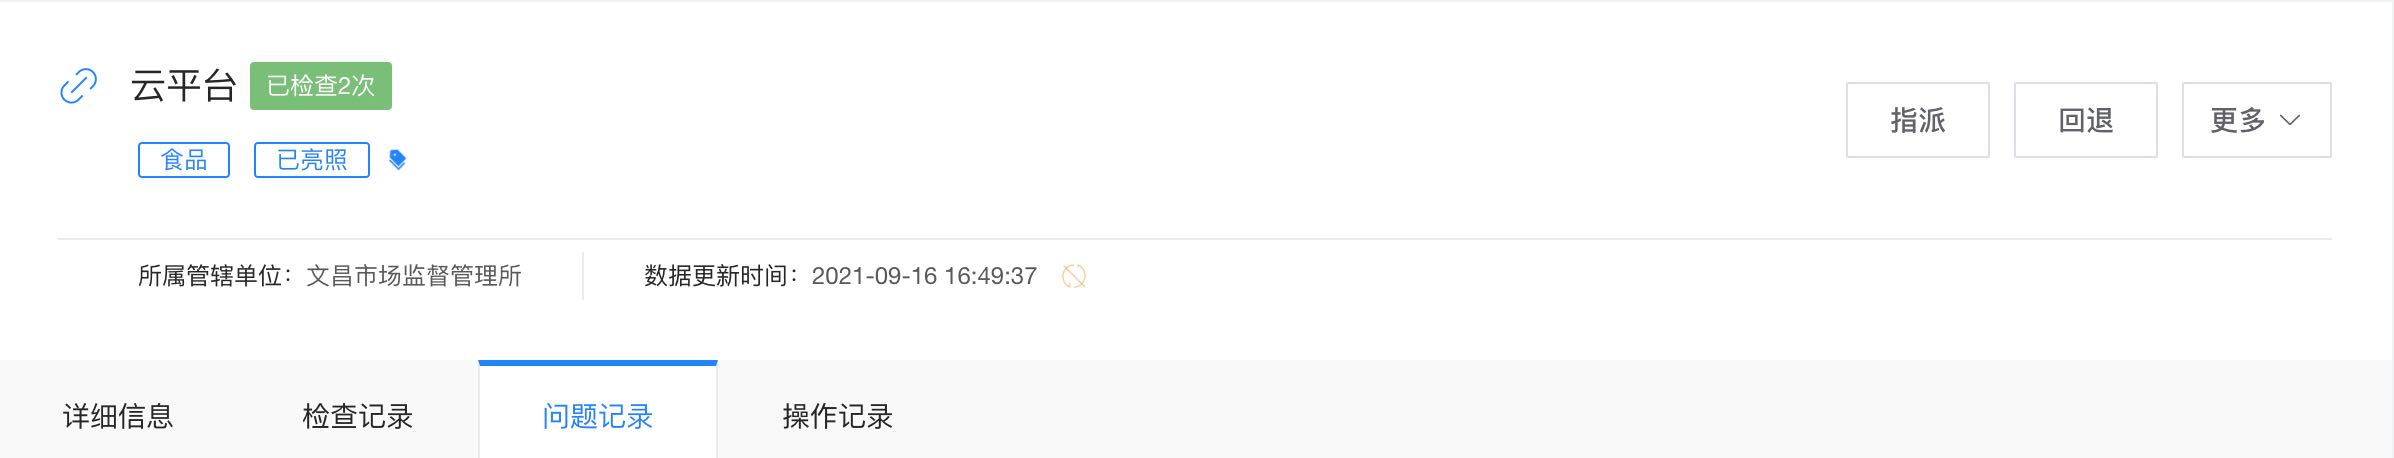 云平台 已检查2次
指派 回退 更多
食品 已亮照
所属管辖单位：文昌市场监督管理所 数据更新时间：2021-09-16 16:49:37
详细信息 检查记录 问题记录 操作记录